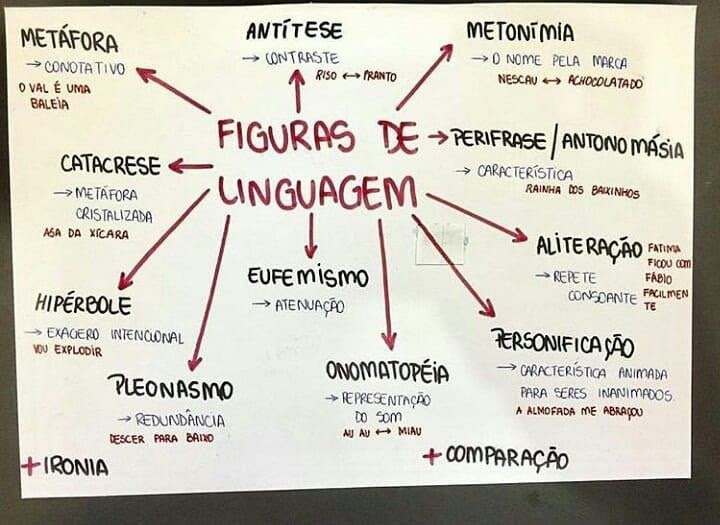 FIGURAS DE
LINGUAGEM
METÁFORA
→ CONOTATIVO
O VAL É UMA
BALEIA
ANTÍTESE
→ CONTRASTE
RISO ↔ PRANTO
METONÍMIA
→ O NOME PELA MARCA
NESCAU ↔ ACHOCOLATADO
PERIFRASE / ANTONOMÁSIA
→ CARACTERÍSTICA
RAINHA DOS BAIXINHOS
CATACRESE
→ METÁFORA
CRISTALIZADA
ASA DA XÍCARA
ALITERAÇÃO
→ REPETE
CONSOANTE
FATIMA
FICOU COM
FÁBIO
FACILMEN
TE
HIPÉRBOLE
→ EXAGERO INTENCIONAL
VOU EXPLODIR
EUFEMISMO
→ ATENUAÇÃO
PERSONIFICAÇÃO
→ CARACTERÍSTICA ANIMADA
PARA SERES INANIMADOS.
A ALMOFADA ME ABRAÇOU
PLEONASMO
→ REDUNDÂNCIA
DESCER PARA BAIXO
ONOMATOPÉIA
→ REPRESENTAÇÃO
DO SOM
AU AU ↔ MIAU
+ IRONIA
+ COMPARAÇÃO